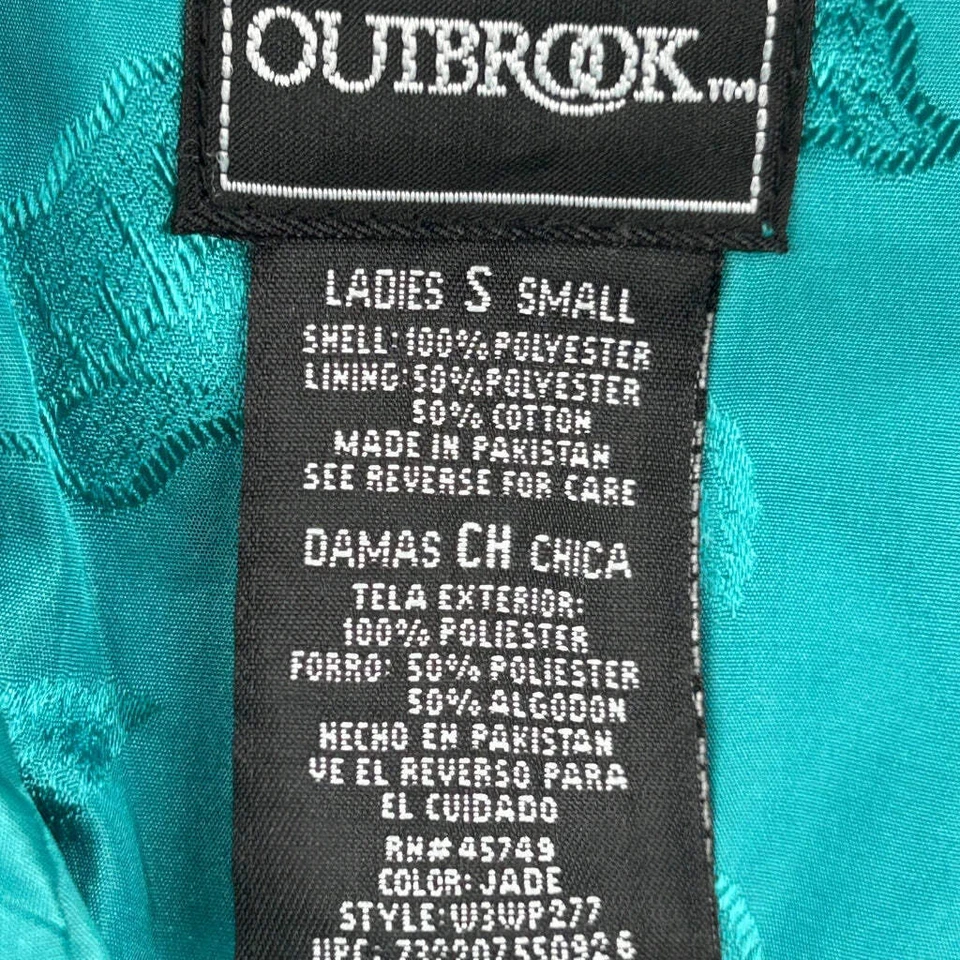 OUTBROOK™
LADIES S SMALL
SHELL: 100% POLYESTER
LINING: 50% POLYESTER
50% COTTON
MADE IN PAKISTAN
SEE REVERSE FOR CARE
DAMAS CH CHICA
TELA EXTERIOR:
100% POLIESTER
FORRO: 50% POLIESTER
50% ALGODON
HECHO EN PAKISTAN
VE EL REVERSO PARA
EL CUIDADO
RN# 45749
COLOR: JADE
STYLE: W3WP277
UPC: 732207550926